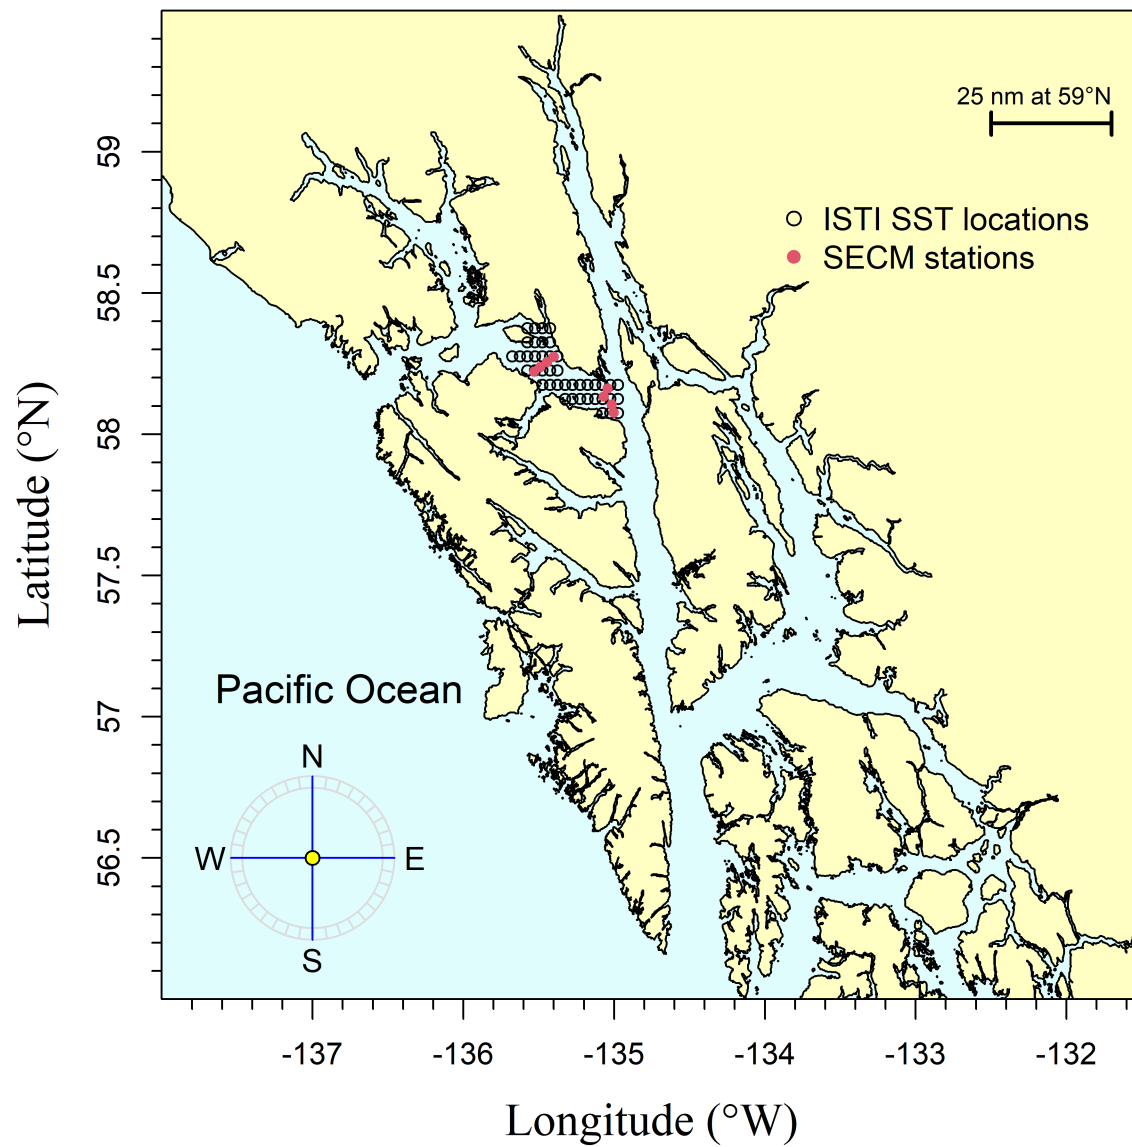 25 nm at 59°N
ISTI SST locations
SECM stations
Pacific Ocean
N
W
E
S
59
58.5
58
57.5
57
56.5
Latitude (°N)
-137
-136
-135
-134
-133
-132
Longitude (°W)